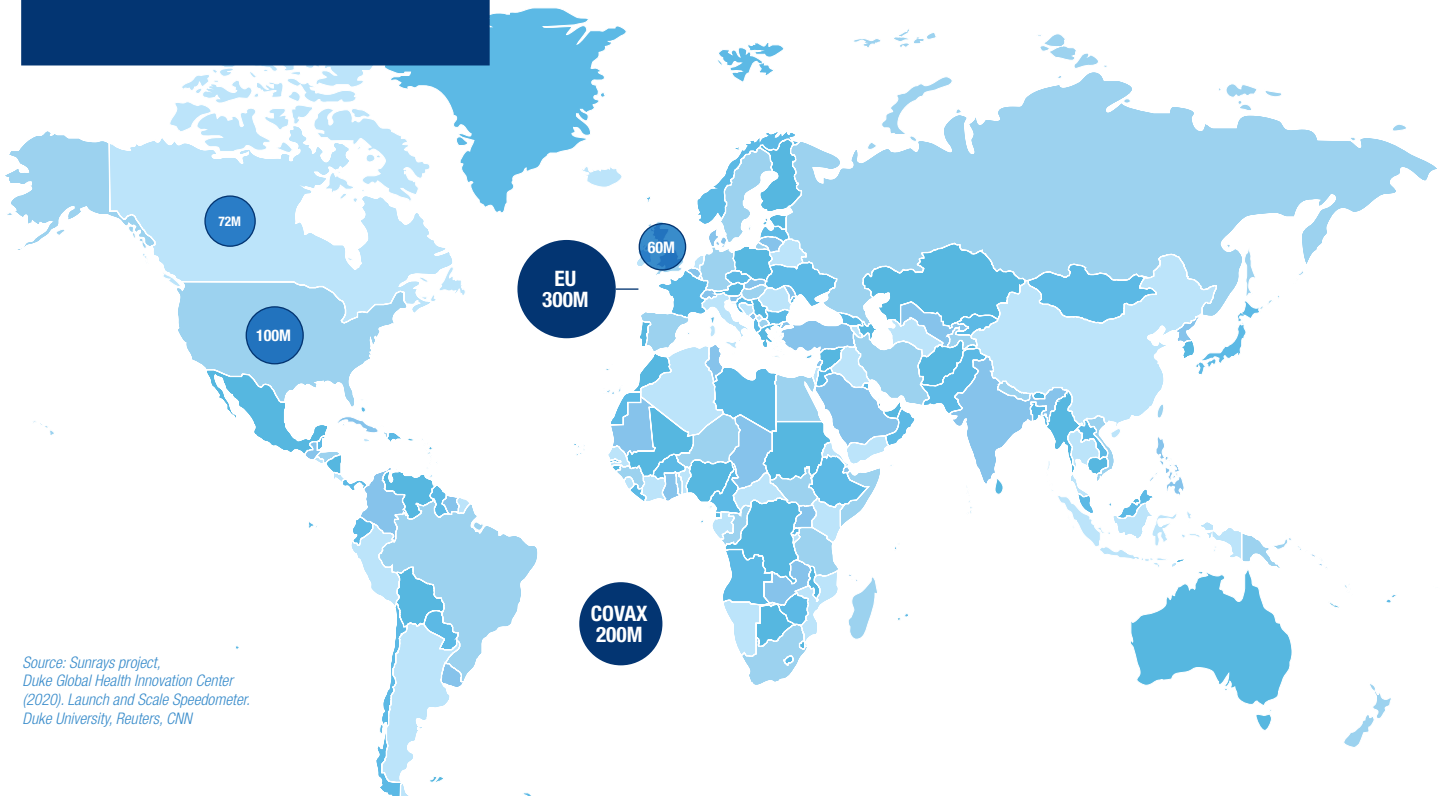 72M
60M
EU
300M
100M
COVAX
200M
Source: Sunrays project,
Duke Global Health Innovation Center
(2020). Launch and Scale Speedometer.
Duke University, Reuters, CNN